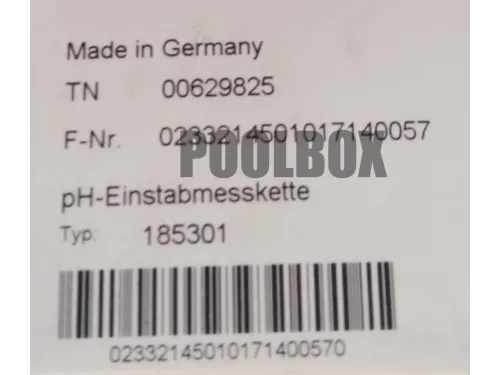 Made in Germany
TN 00629825
F-Nr. 0233214501017140057
POOLBOX
pH-Einstabmesskette
Typ: 185301
02332145010171400570